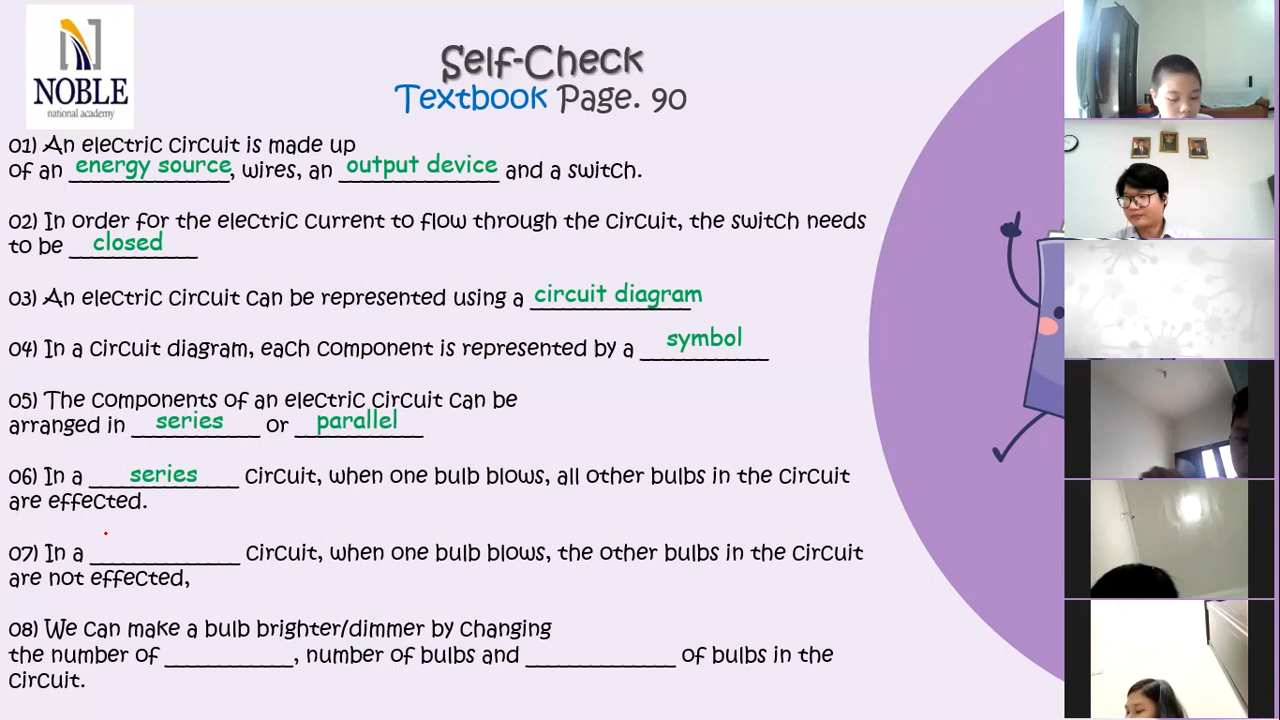 NOBLE
national academy
Self-Check
Textbook Page. 90
01) An electric circuit is made up
of an energy source, wires, an output device and a switch.
02) In order for the electric current to flow through the circuit, the switch needs
to be closed
03) An electric circuit can be represented using a circuit diagram
04) In a circuit diagram, each component is represented by a symbol
05) The components of an electric circuit can be
arranged in series or parallel
06) In a series circuit, when one bulb blows, all other bulbs in the circuit
are effected.
07) In a ____________ circuit, when one bulb blows, the other bulbs in the circuit
are not effected,
08) We can make a bulb brighter/dimmer by changing
the number of __________, number of bulbs and ____________ of bulbs in the
circuit.